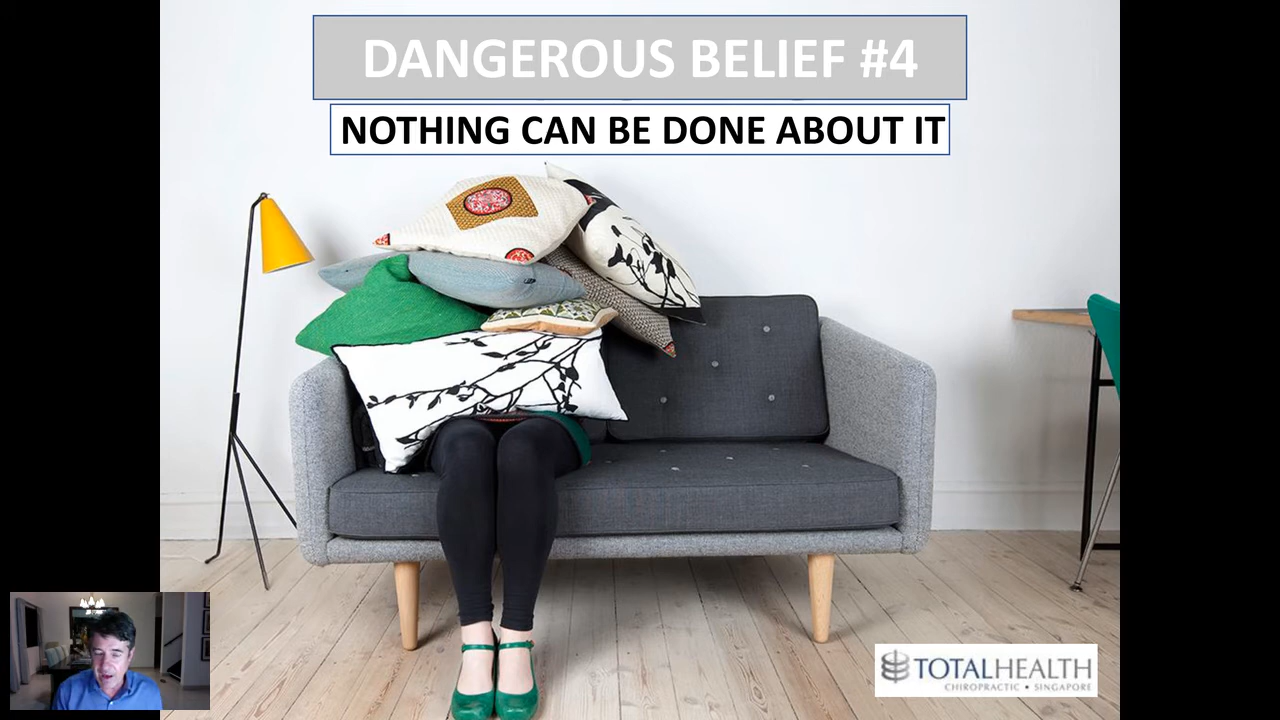 DANGEROUS BELIEF #4
NOTHING CAN BE DONE ABOUT IT
TOTALHEALTH
CHIROPRACTIC • SINGAPORE